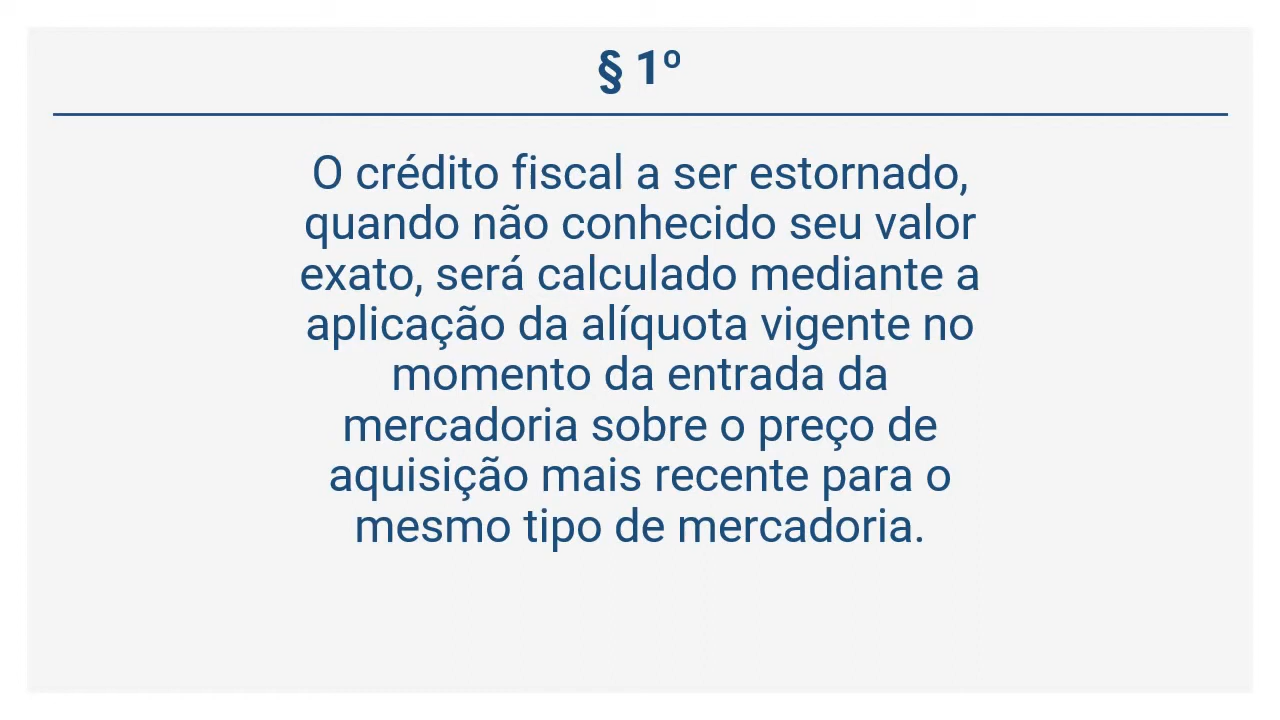 § 1º
O crédito fiscal a ser estornado,
quando não conhecido seu valor
exato, será calculado mediante a
aplicação da alíquota vigente no
momento da entrada da
mercadoria sobre o preço de
aquisição mais recente para o
mesmo tipo de mercadoria.